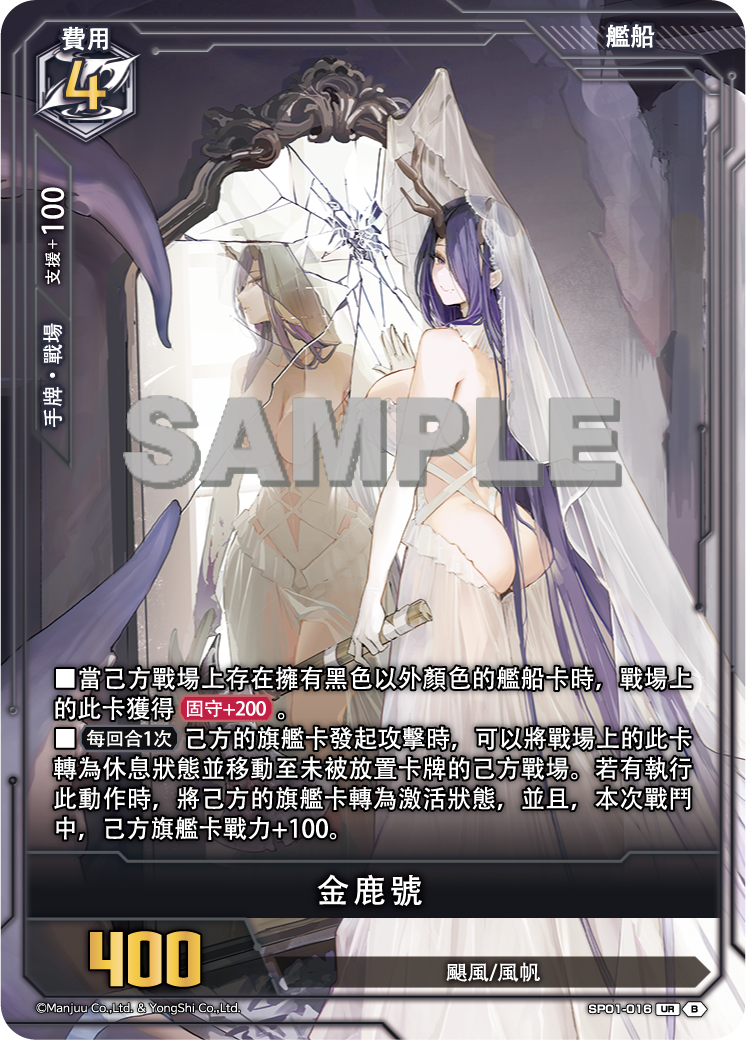 費用
艦船
4
支援+100
手牌・戰場
SAMPLE
■當己方戰場上存在擁有黑色以外顏色的艦船卡時，戰場上
的此卡獲得 固守+200 。
■ 每回合1次 己方的旗艦卡發起攻擊時，可以將戰場上的此卡
轉為休息狀態並移動至未被放置卡牌的己方戰場。若有執行
此動作時，將己方的旗艦卡轉為激活狀態，並且，本次戰鬥
中，己方旗艦卡戰力+100。
金鹿號
400
颶風/風帆
©Manjuu Co.,Ltd. & YongShi Co.,Ltd.
SP01-016 UR B